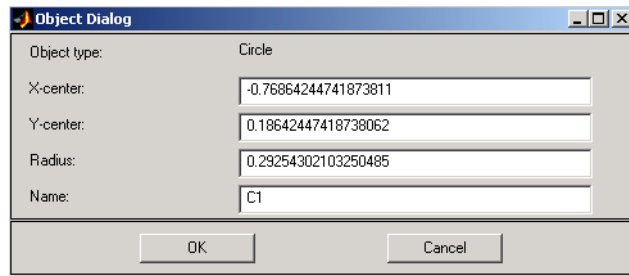 Object Dialog
Object type: Circle
X-center: -0.76864244741873811
Y-center: 0.18642447418738062
Radius: 0.29254302103250485
Name: C1
OK Cancel